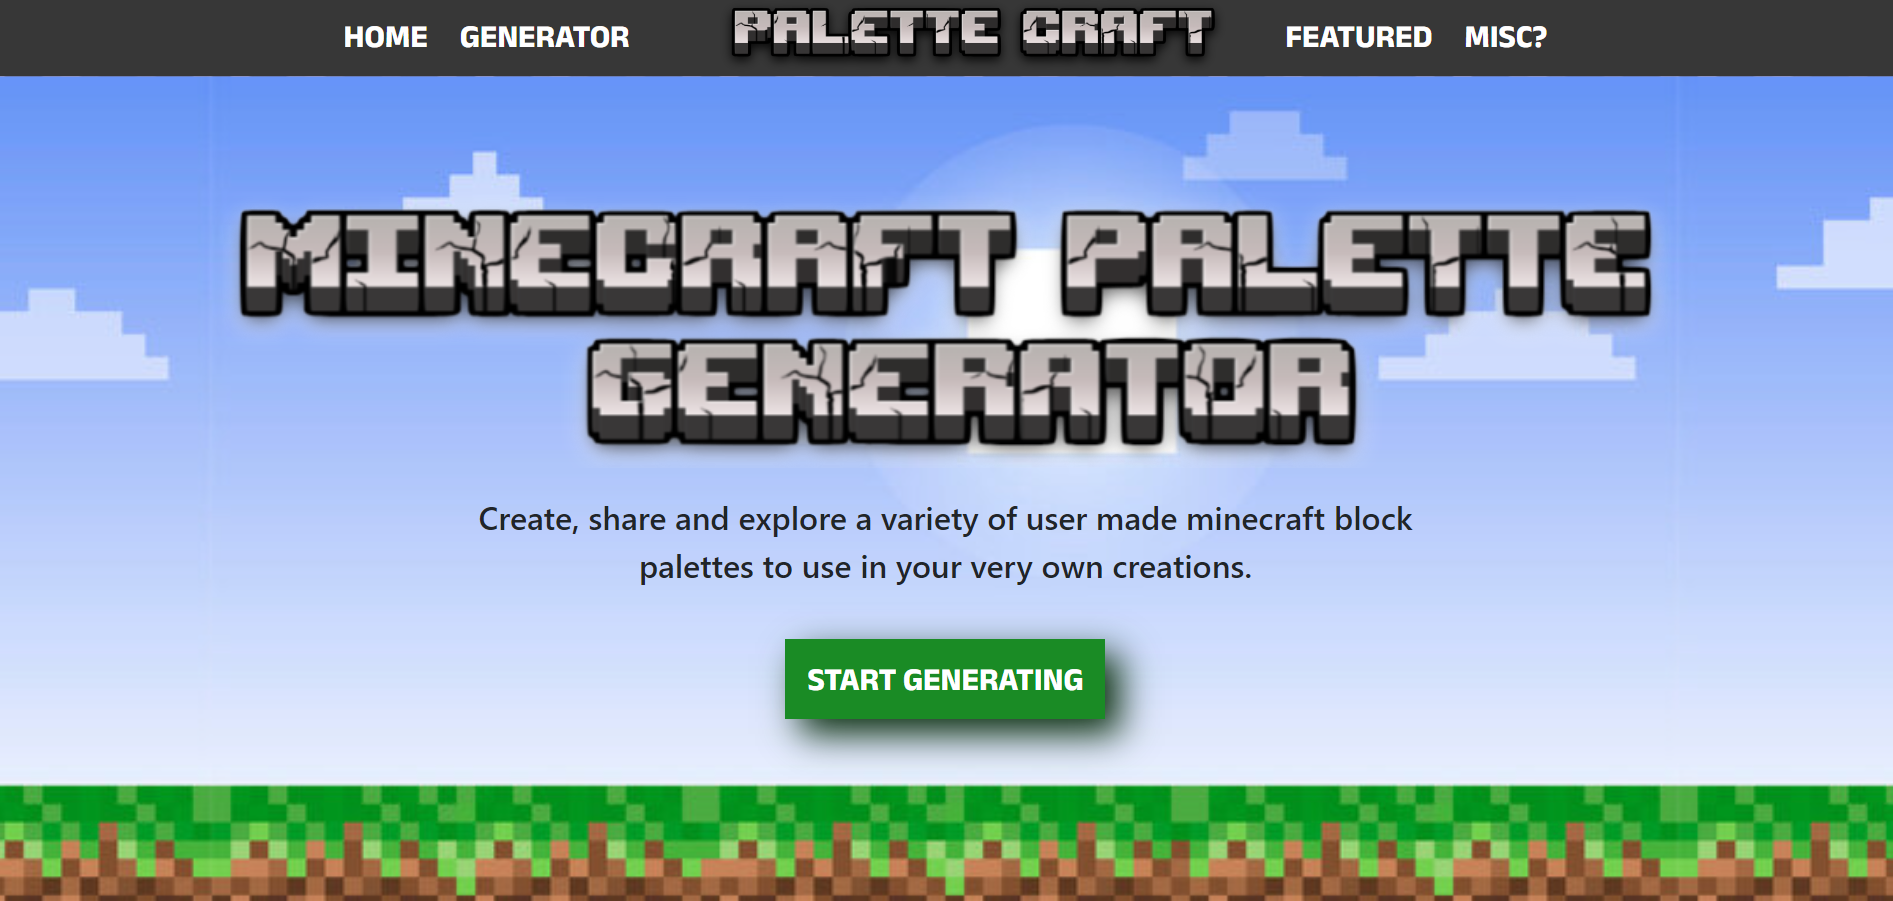 HOME GENERATOR PALETTE CRAFT FEATURED MISC?
MINECRAFT PALETTE
GENERATOR
Create, share and explore a variety of user made minecraft block
palettes to use in your very own creations.
START GENERATING